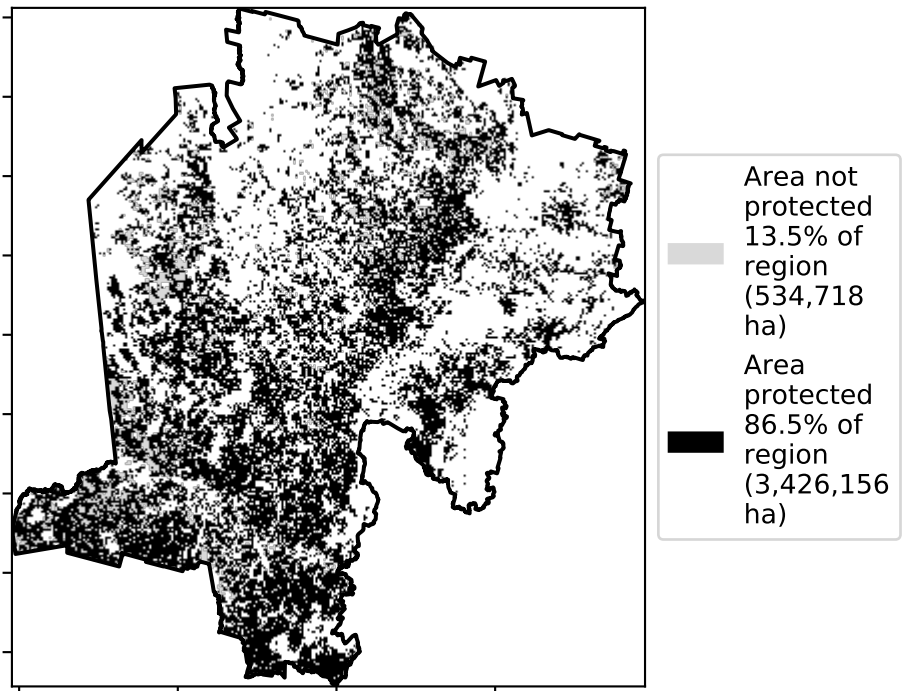 Area not
protected
13.5% of
region
(534,718
ha)
Area
protected
86.5% of
region
(3,426,156
ha)